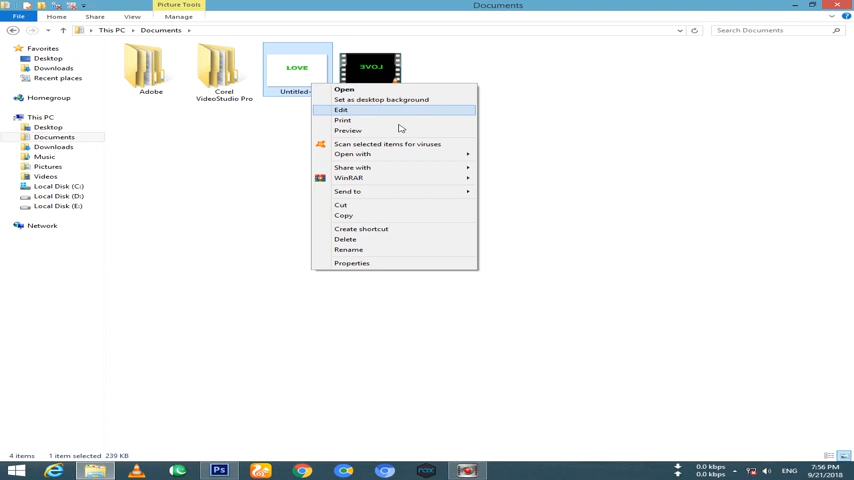 Picture Tools
Documents
File
Home
Share
View
Manage
This PC
Documents
Search Documents
Favorites
Desktop
Downloads
Recent places
Homegroup
This PC
Desktop
Documents
Downloads
Music
Pictures
Videos
Local Disk (C:)
Local Disk (D:)
Local Disk (E:)
Network
Adobe
Corel
VideoStudio Pro
LOVE
Untitled-
LOVE
Open
Set as desktop background
Edit
Print
Preview
Scan selected items for viruses
Open with
Share with
WinRAR
Send to
Cut
Copy
Create shortcut
Delete
Rename
Properties
4 items
1 item selected 239 KB
Ps
nox
0.0 kbps
0.0 kbps
ENG
7:56 PM
9/21/2018